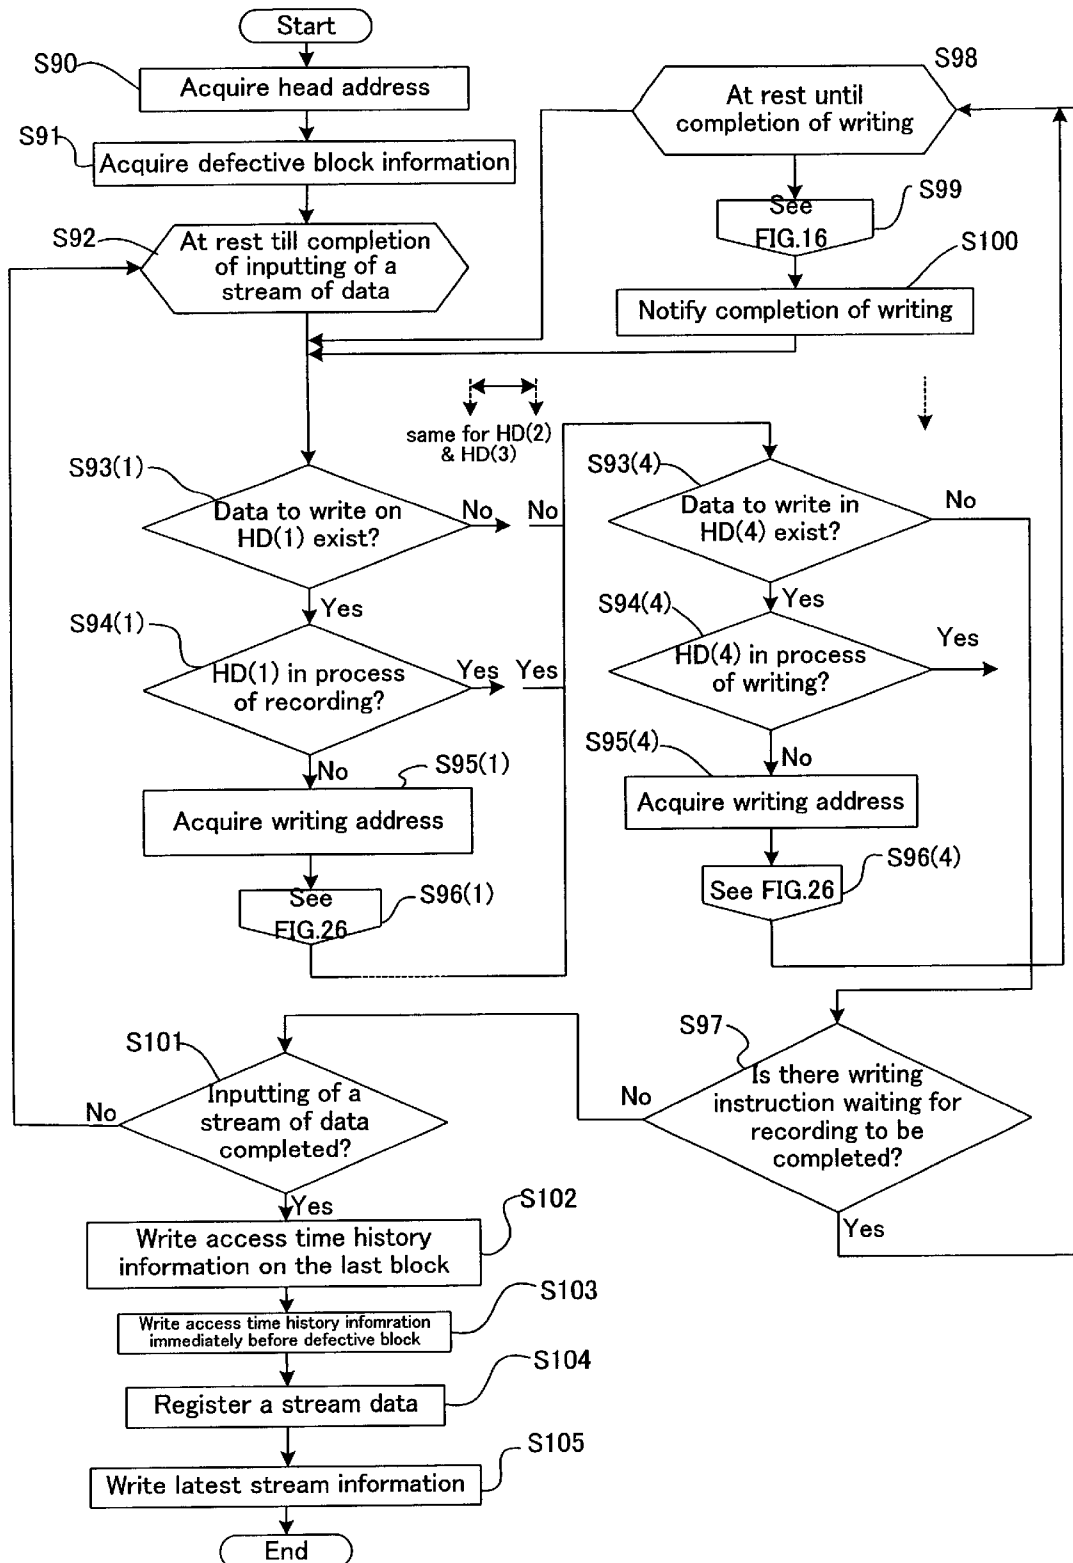 Start
S90
Acquire head address
S91
Acquire defective block information
S92
At rest till completion
of inputting of a
stream of data
S98
At rest until
completion of writing
S99
See
FIG.16
S100
Notify completion of writing
same for HD(2)
& HD(3)
S93(1)
Data to write on
HD(1) exist?
No
No
Yes
S94(1)
HD(1) in process
of recording?
Yes
Yes
No
S95(1)
Acquire writing address
See
FIG.26
S96(1)
S93(4)
Data to write in
HD(4) exist?
No
Yes
S94(4)
HD(4) in process
of writing?
Yes
No
S95(4)
Acquire writing address
See FIG.26
S96(4)
S97
Is there writing
instruction waiting for
recording to be
completed?
No
Yes
S101
Inputting of a
stream of data
completed?
No
Yes
S102
Write access time history
information on the last block
S103
Write access time history infomration
immediately before defective block
S104
Register a stream data
S105
Write latest stream information
End